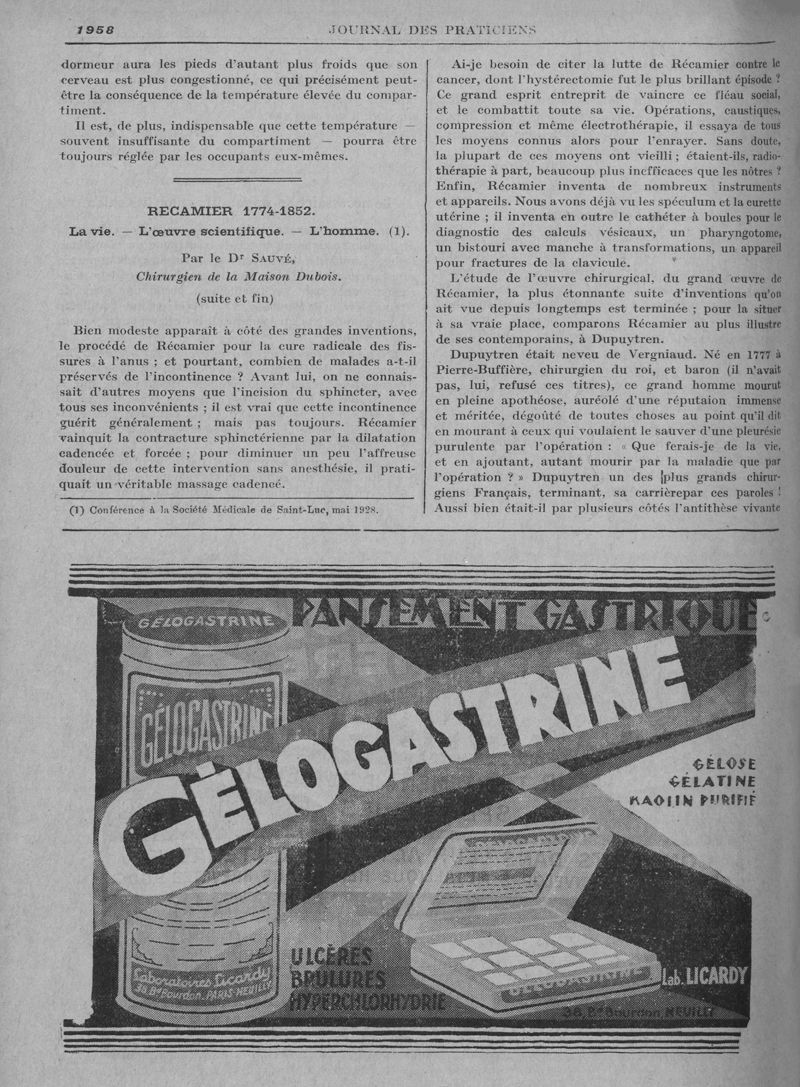 1958
JOURNAL DES PRATICIENS
dormeur aura les pieds d'autant plus froids que son
cerveau est plus congestionné, ce qui précisément peut-
être la conséquence de la température élevée du compar-
timent.
Il est, de plus, indispensable que cette température —
souvent insuffisante du compartiment — pourra être
toujours réglée par les occupants eux-mêmes.
RECAMIER 1774-1852.
La vie. — L'œuvre scientifique. — L'homme. (1).
Par le Dr SAUVÉ,
Chirurgien de la Maison Dubois.
(suite et fin)
Bien modeste apparaît à côté des grandes inventions,
le procédé de Récamier pour la cure radicale des fis-
sures à l'anus ; et pourtant, combien de malades a-t-il
préservés de l'incontinence ? Avant lui, on ne connais-
sait d'autres moyens que l'incision du sphincter, avec
tous ses inconvénients ; il est vrai que cette incontinence
guérit généralement ; mais pas toujours. Récamier
vainquit la contracture sphinctérienne par la dilatation
cadencée et forcée ; pour diminuer un peu l'affreuse
douleur de cette intervention sans anesthésie, il prati-
quait un véritable massage cadencé.
(1) Conférence à la Société Médicale de Saint-Luc, mai 1928.
Ai-je besoin de citer la lutte de Récamier contre le
cancer, dont l'hystérectomie fut le plus brillant épisode ?
Ce grand esprit entreprit de vaincre ce fléau social,
et le combattit toute sa vie. Opérations, caustiques,
compression et même électrothérapie, il essaya de tous
les moyens connus alors pour l'enrayer. Sans doute,
la plupart de ces moyens ont vieilli ; étaient-ils, radio-
thérapie à part, beaucoup plus inefficaces que les nôtres ?
Enfin, Récamier inventa de nombreux instruments
et appareils. Nous avons déjà vu les spéculum et la curette
utérine ; il inventa en outre le cathéter à boules pour le
diagnostic des calculs vésicaux, un pharyngotome,
un bistouri avec manche à transformations, un appareil
pour fractures de la clavicule.
L'étude de l'œuvre chirurgical, du grand œuvre de
Récamier, la plus étonnante suite d'inventions qu'on
ait vue depuis longtemps est terminée ; pour la situer
à sa vraie place, comparons Récamier au plus illustre
de ses contemporains, à Dupuytren.
Dupuytren était neveu de Vergniaud. Né en 1777 à
Pierre-Buffière, chirurgien du roi, et baron (il n'avait
pas, lui, refusé ces titres), ce grand homme mourut
en pleine apothéose, auréolé d'une réputaion immense
et méritée, dégoûté de toutes choses au point qu'il dit
en mourant à ceux qui voulaient le sauver d'une pleurésie
purulente par l'opération : « Que ferais-je de la vie,
et en ajoutant, autant mourir par la maladie que par
l'opération ? » Dupuytren un des plus grands chirur-
giens Français, terminant, sa carrièrepar ces paroles !
Aussi bien était-il par plusieurs côtés l'antithèse vivante
PANSEMENT GASTRIQUE
GÉLOGASTRINE
GÉLOGASTRINE
GÉLOGASTRINE
GÉLOSE
GÉLATINE
KAOLIN PURIFIÉ
ULCÈRES
BRULURES
HYPERCHLORHYDRIE
Laboratoires Licardy
38, Bd Bourdon. PARIS-NEUILLY
GELOGASTRINE
Lab. LICARDY
38, Bd Bourdon, NEUILLY